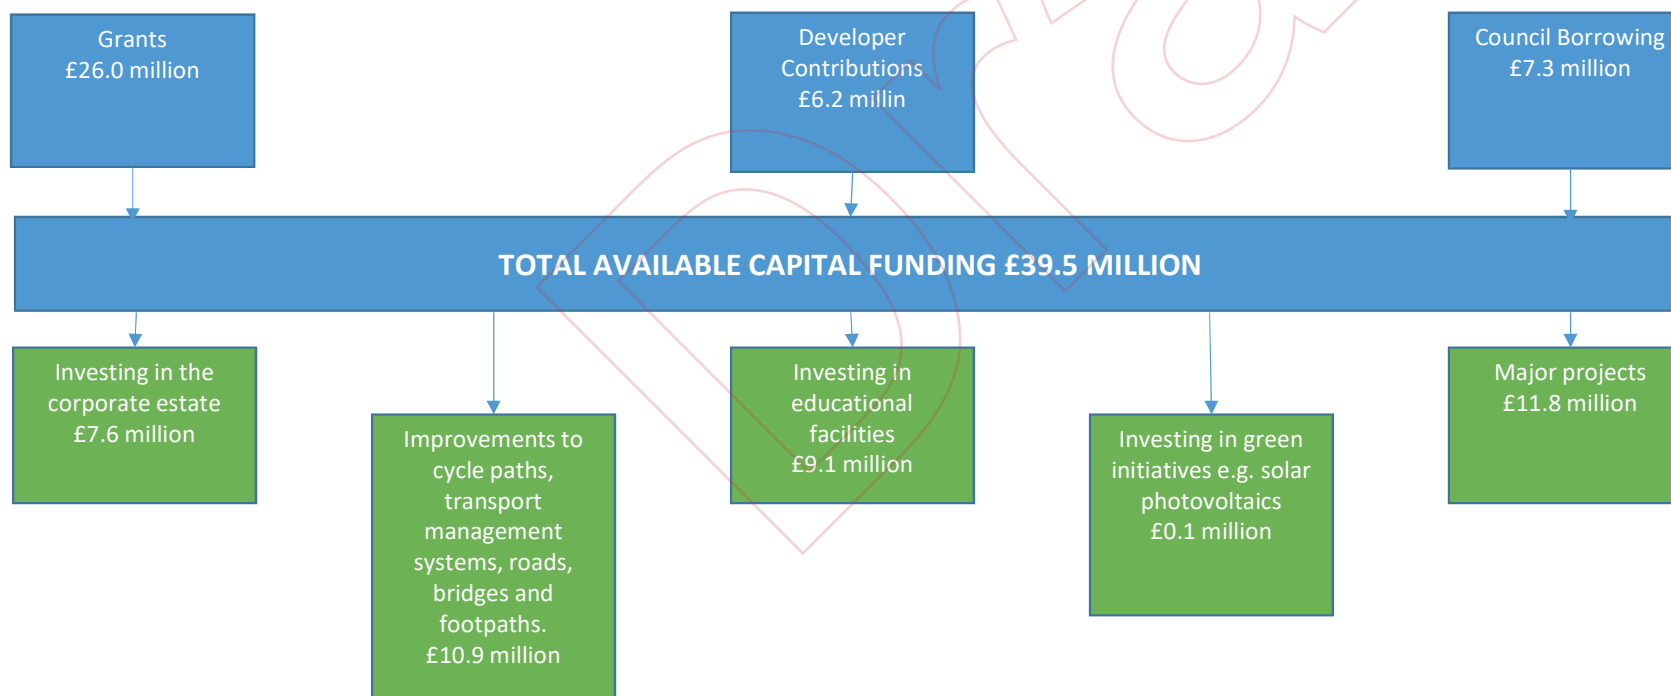 Grants
£26.0 million
Developer
Contributions
£6.2 millin
Council Borrowing
£7.3 million
TOTAL AVAILABLE CAPITAL FUNDING £39.5 MILLION
Investing in the
corporate estate
£7.6 million
Improvements to
cycle paths,
transport
management
systems, roads,
bridges and
footpaths.
£10.9 million
Investing in
educational
facilities
£9.1 million
Investing in green
initiatives e.g. solar
photovoltaics
£0.1 million
Major projects
£11.8 million